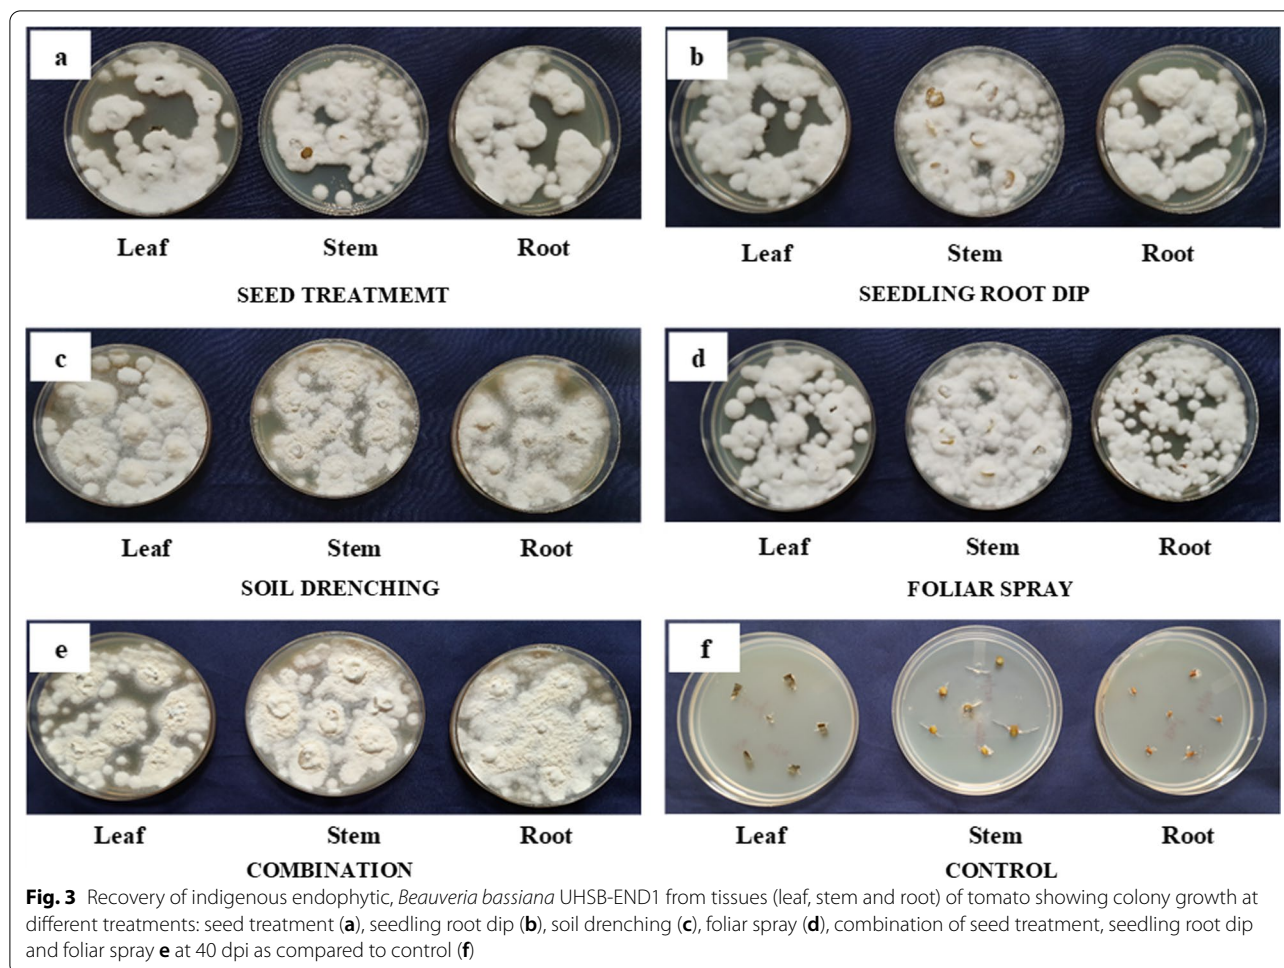 a
b
Leaf Stem Root
SEED TREATMEMT
Leaf Stem Root
SEEDLING ROOT DIP
c
d
Leaf Stem Root
SOIL DRENCHING
Leaf Stem Root
FOLIAR SPRAY
e
f
Leaf Stem Root
COMBINATION
Leaf Stem Root
CONTROL
Fig. 3 Recovery of indigenous endophytic, Beauveria bassiana UHSB-END1 from tissues (leaf, stem and root) of tomato showing colony growth at
different treatments: seed treatment (a), seedling root dip (b), soil drenching (c), foliar spray (d), combination of seed treatment, seedling root dip
and foliar spray e at 40 dpi as compared to control (f)